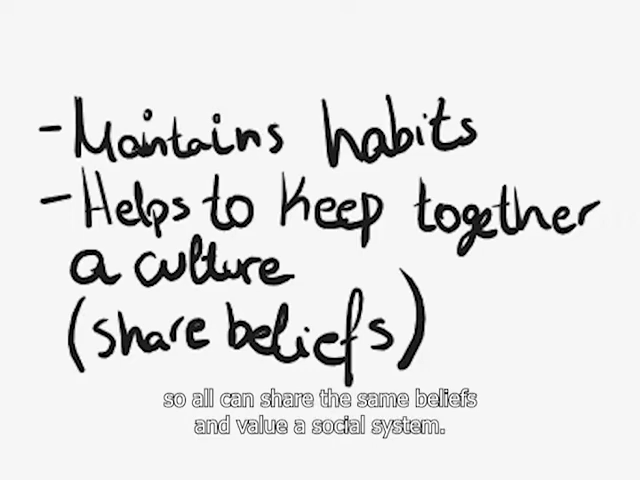 - Maintains habits
- Helps to keep together
a culture
(share beliefs)
so all can share the same beliefs
and value a social system.